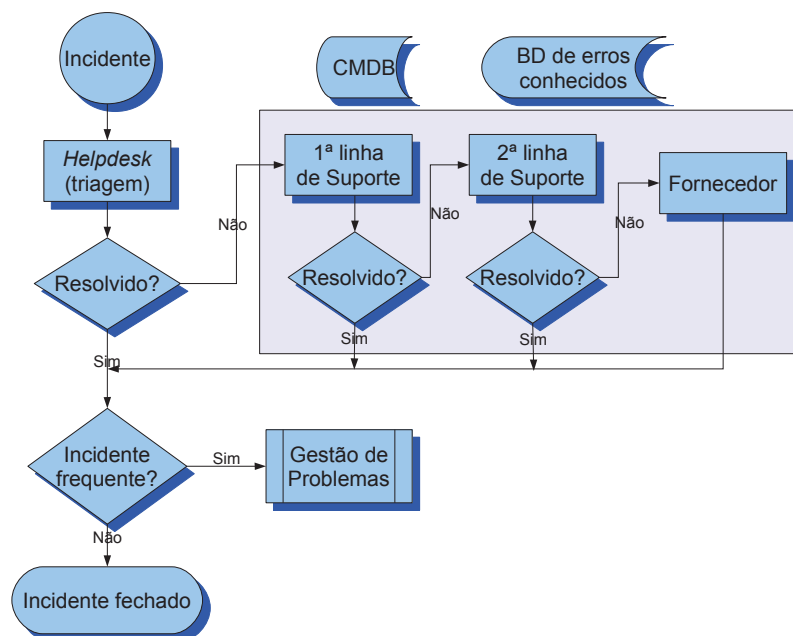 Incidente
CMDB
BD de erros
conhecidos
Helpdesk
(triagem)
1ª linha
de Suporte
2ª linha
de Suporte
Fornecedor
Não
Não
Não
Resolvido?
Resolvido?
Resolvido?
Sim
Sim
Sim
Incidente
frequente?
Sim
Gestão de
Problemas
Não
Incidente fechado